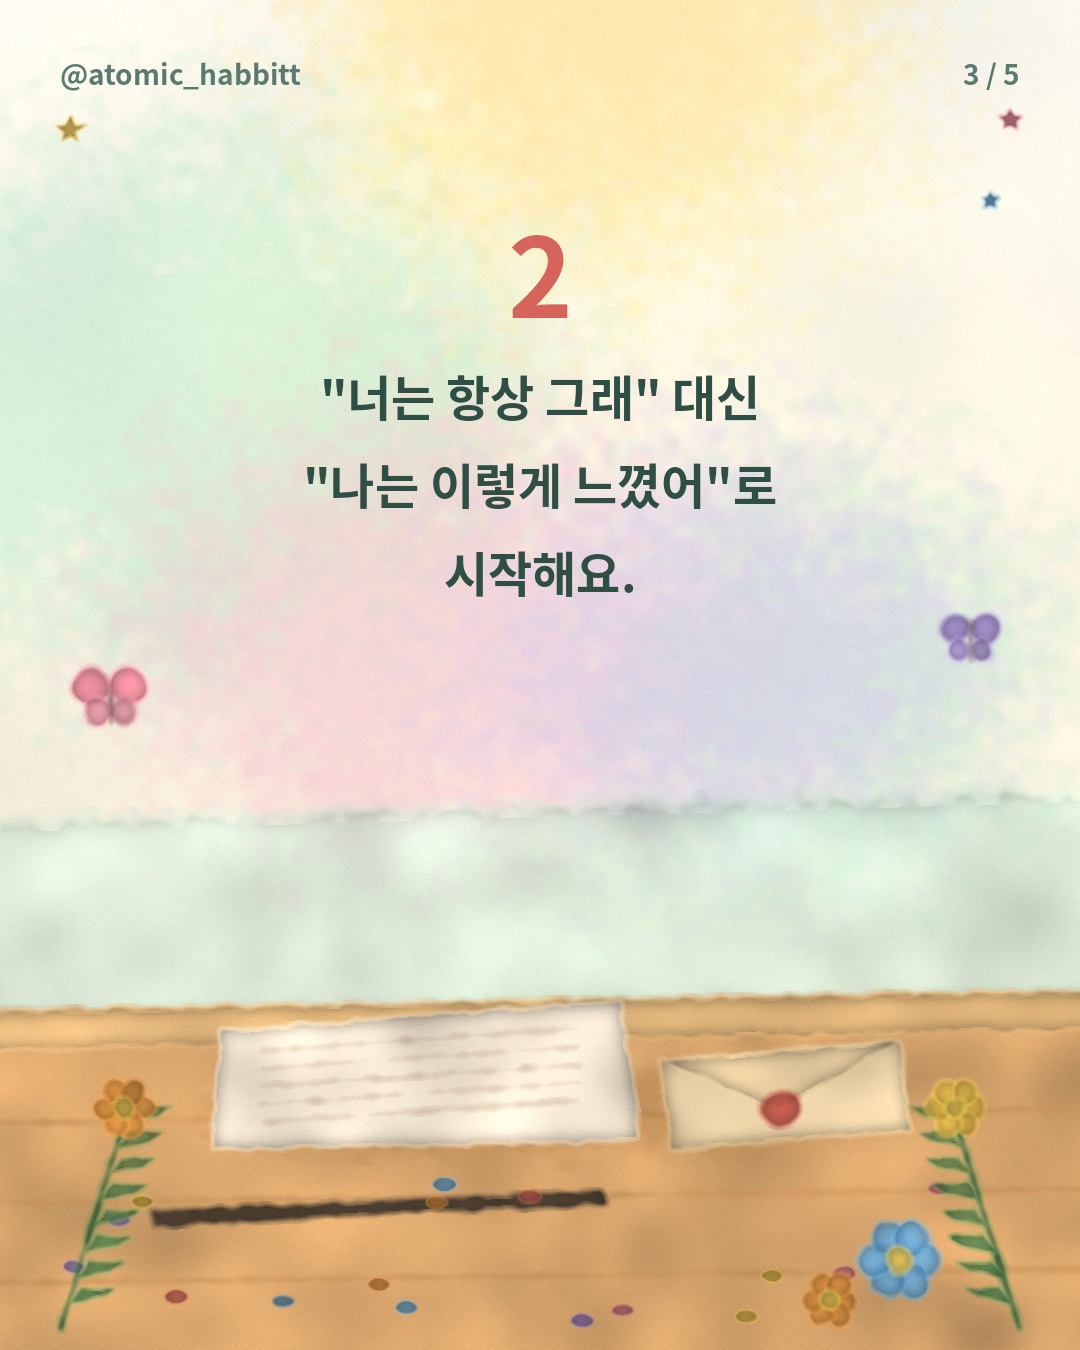 @atomic_habbitt
3 / 5
2
"너는 항상 그래" 대신
"나는 이렇게 느꼈어"로
시작해요.